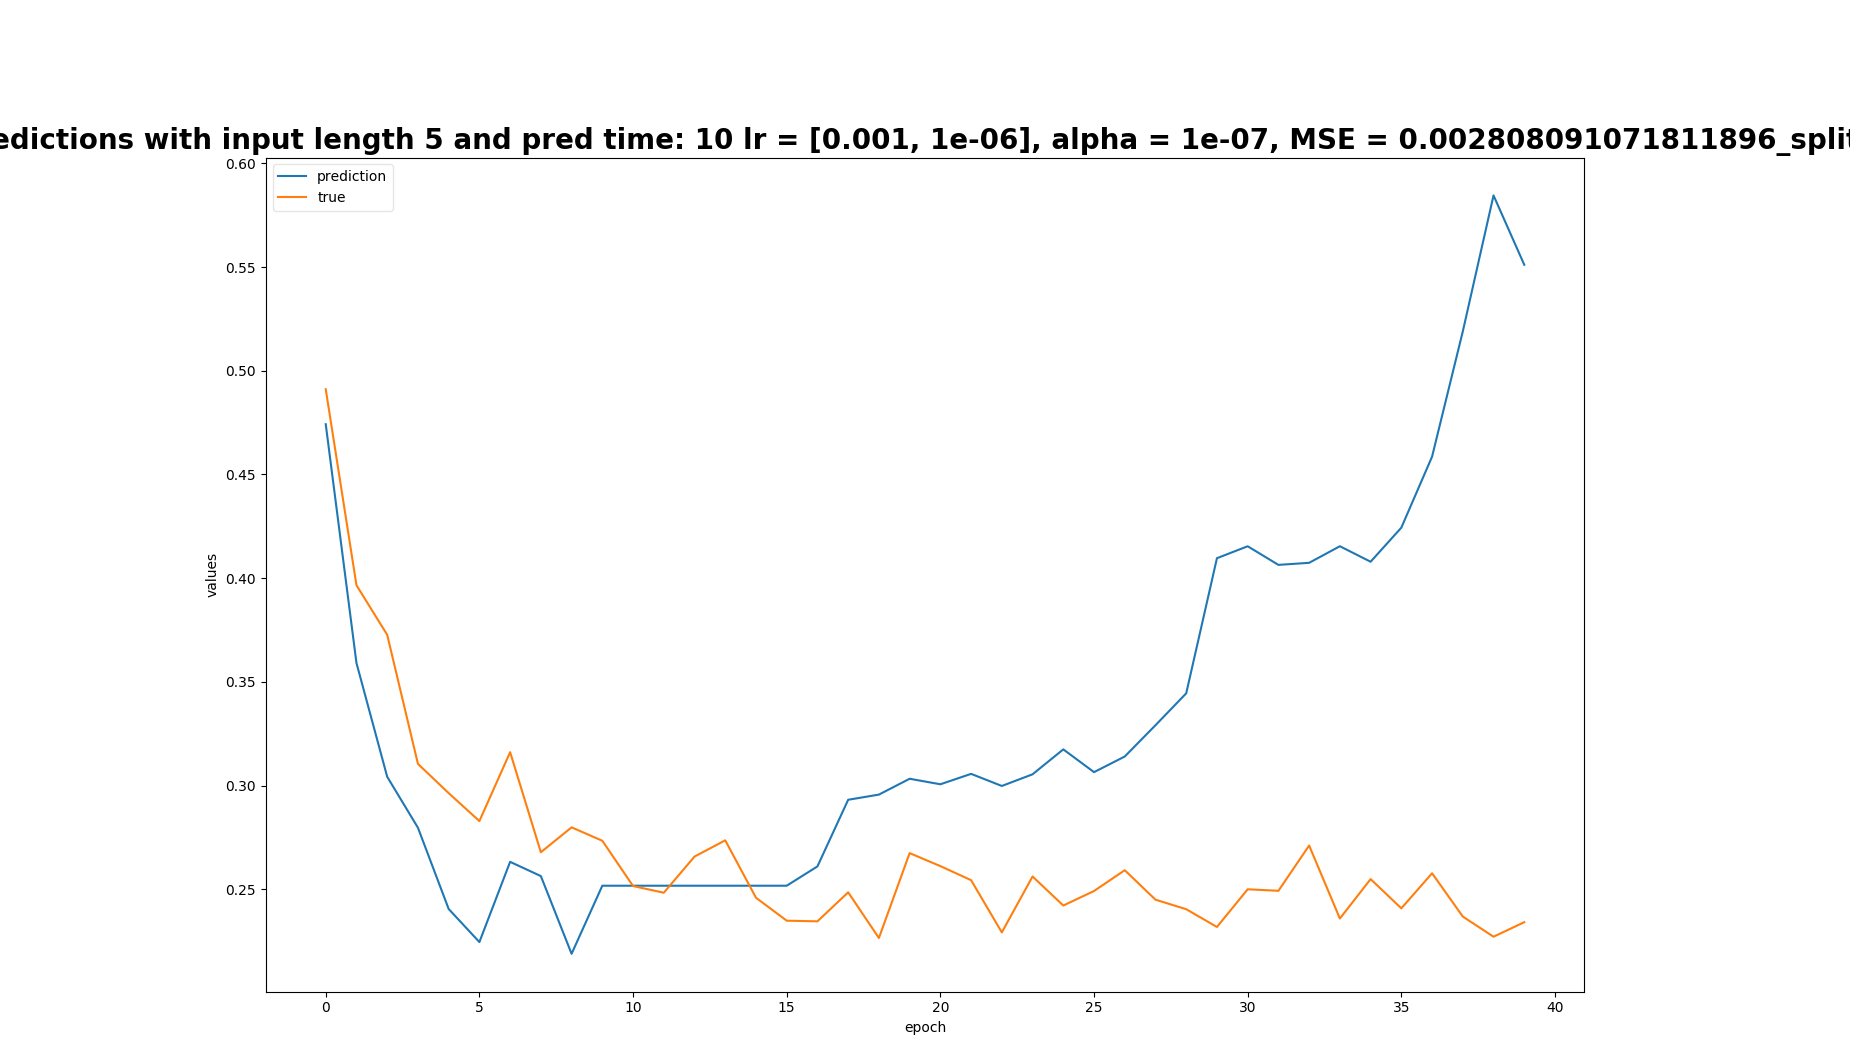 edictions with input length 5 and pred time: 10 lr = [0.001, 1e-06], alpha = 1e-07, MSE = 0.002808091071811896_split
prediction
true
0.60
0.55
0.50
0.45
0.40
0.35
0.30
0.25
values
0 5 10 15 20 25 30 35 40
epoch